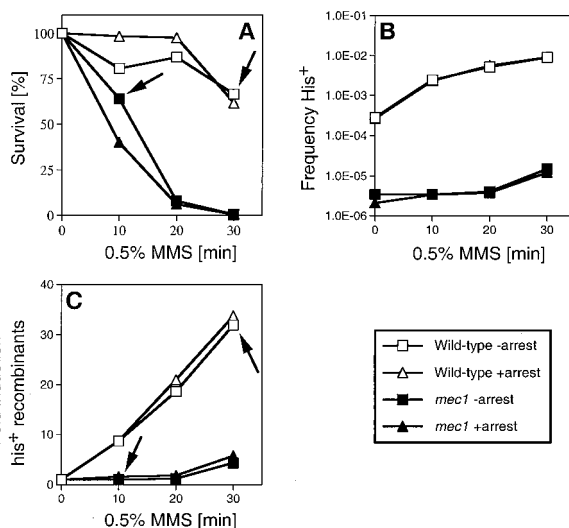 A
100
75
50
25
0
Survival [%]
0 10 20 30
0.5% MMS [min]
B
1.0E+00
1.0E-01
1.0E-02
1.0E-03
1.0E-04
1.0E-05
1.0E-06
Frequency His+
0 10 20 30
0.5% MMS [min]
C
40
30
20
10
0
his+ recombinants
0 10 20 30
0.5% MMS [min]
Wild-type -arrest
Wild-type +arrest
mec1 -arrest
mec1 +arrest